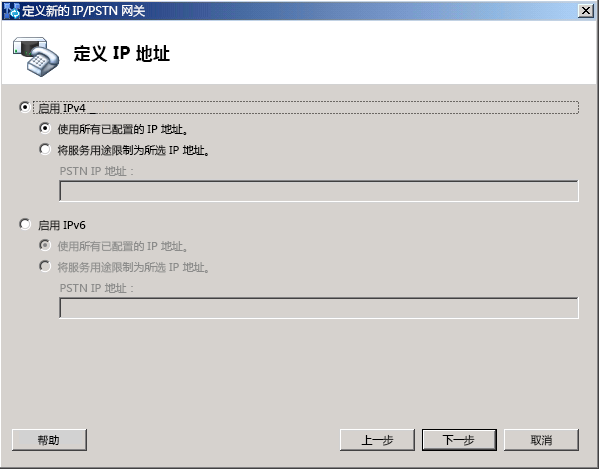 定义新的 IP/PSTN 网关
定义 IP 地址
启用 IPv4
使用所有已配置的 IP 地址。
将服务用途限制为所选 IP 地址。
PSTN IP 地址：
启用 IPv6
使用所有已配置的 IP 地址。
将服务用途限制为所选 IP 地址。
PSTN IP 地址：
帮助
上一步
下一步
取消